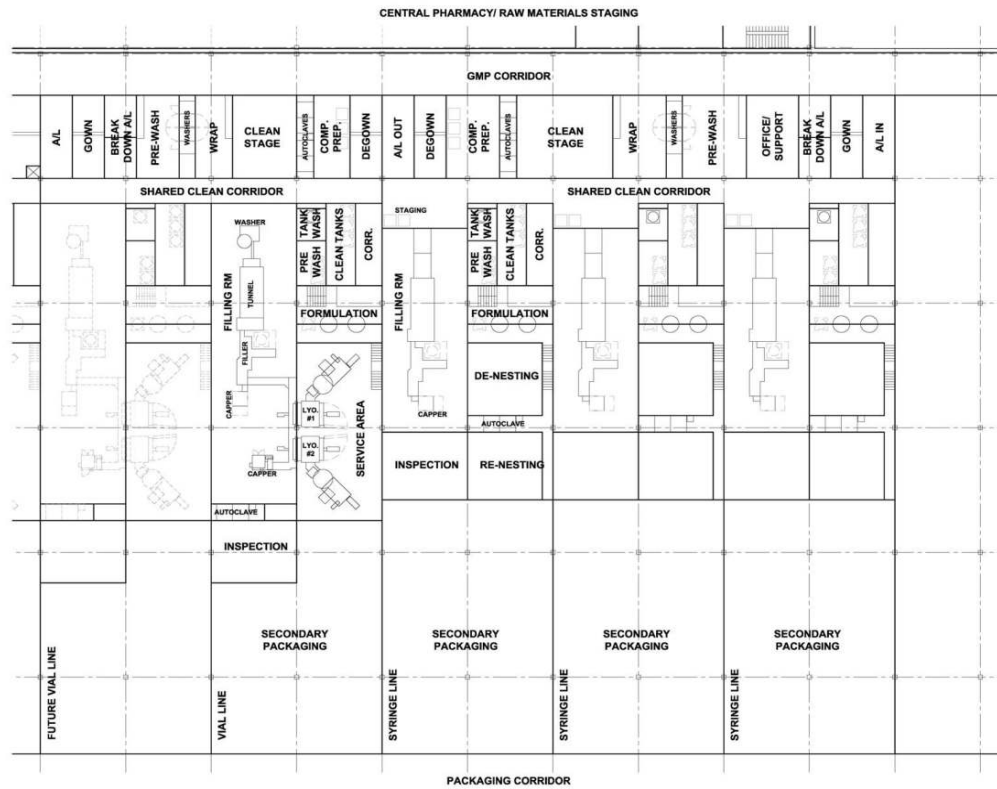 CENTRAL PHARMACY/ RAW MATERIALS STAGING
GMP CORRIDOR
A/L
GOWN
BREAK
DOWN A/L
PRE-WASH
WASHERS
WRAP
CLEAN
STAGE
AUTOCLAVES
COMP.
PREP.
DEGOWN
A/L OUT
DEGOWN
COMP.
PREP.
AUTOCLAVES
CLEAN
STAGE
WRAP
WASHERS
PRE-WASH
OFFICE/
SUPPORT
BREAK
DOWN A/L
GOWN
A/L IN
SHARED CLEAN CORRIDOR
SHARED CLEAN CORRIDOR
WASHER
TUNNEL
FILLING RM
FILLER
CAPPER
CAPPER
TANK
WASH
PRE
WASH
CLEAN TANKS
CORR.
FORMULATION
LYO.
#1
LYO.
#2
SERVICE AREA
AUTOCLAVE
INSPECTION
STAGING
FILLING RM
CAPPER
TANK
WASH
PRE
WASH
CLEAN TANKS
CORR.
FORMULATION
DE-NESTING
AUTOCLAVE
INSPECTION
RE-NESTING
SECONDARY
PACKAGING
SECONDARY
PACKAGING
SECONDARY
PACKAGING
SECONDARY
PACKAGING
FUTURE VIAL LINE
VIAL LINE
SYRINGE LINE
SYRINGE LINE
SYRINGE LINE
PACKAGING CORRIDOR